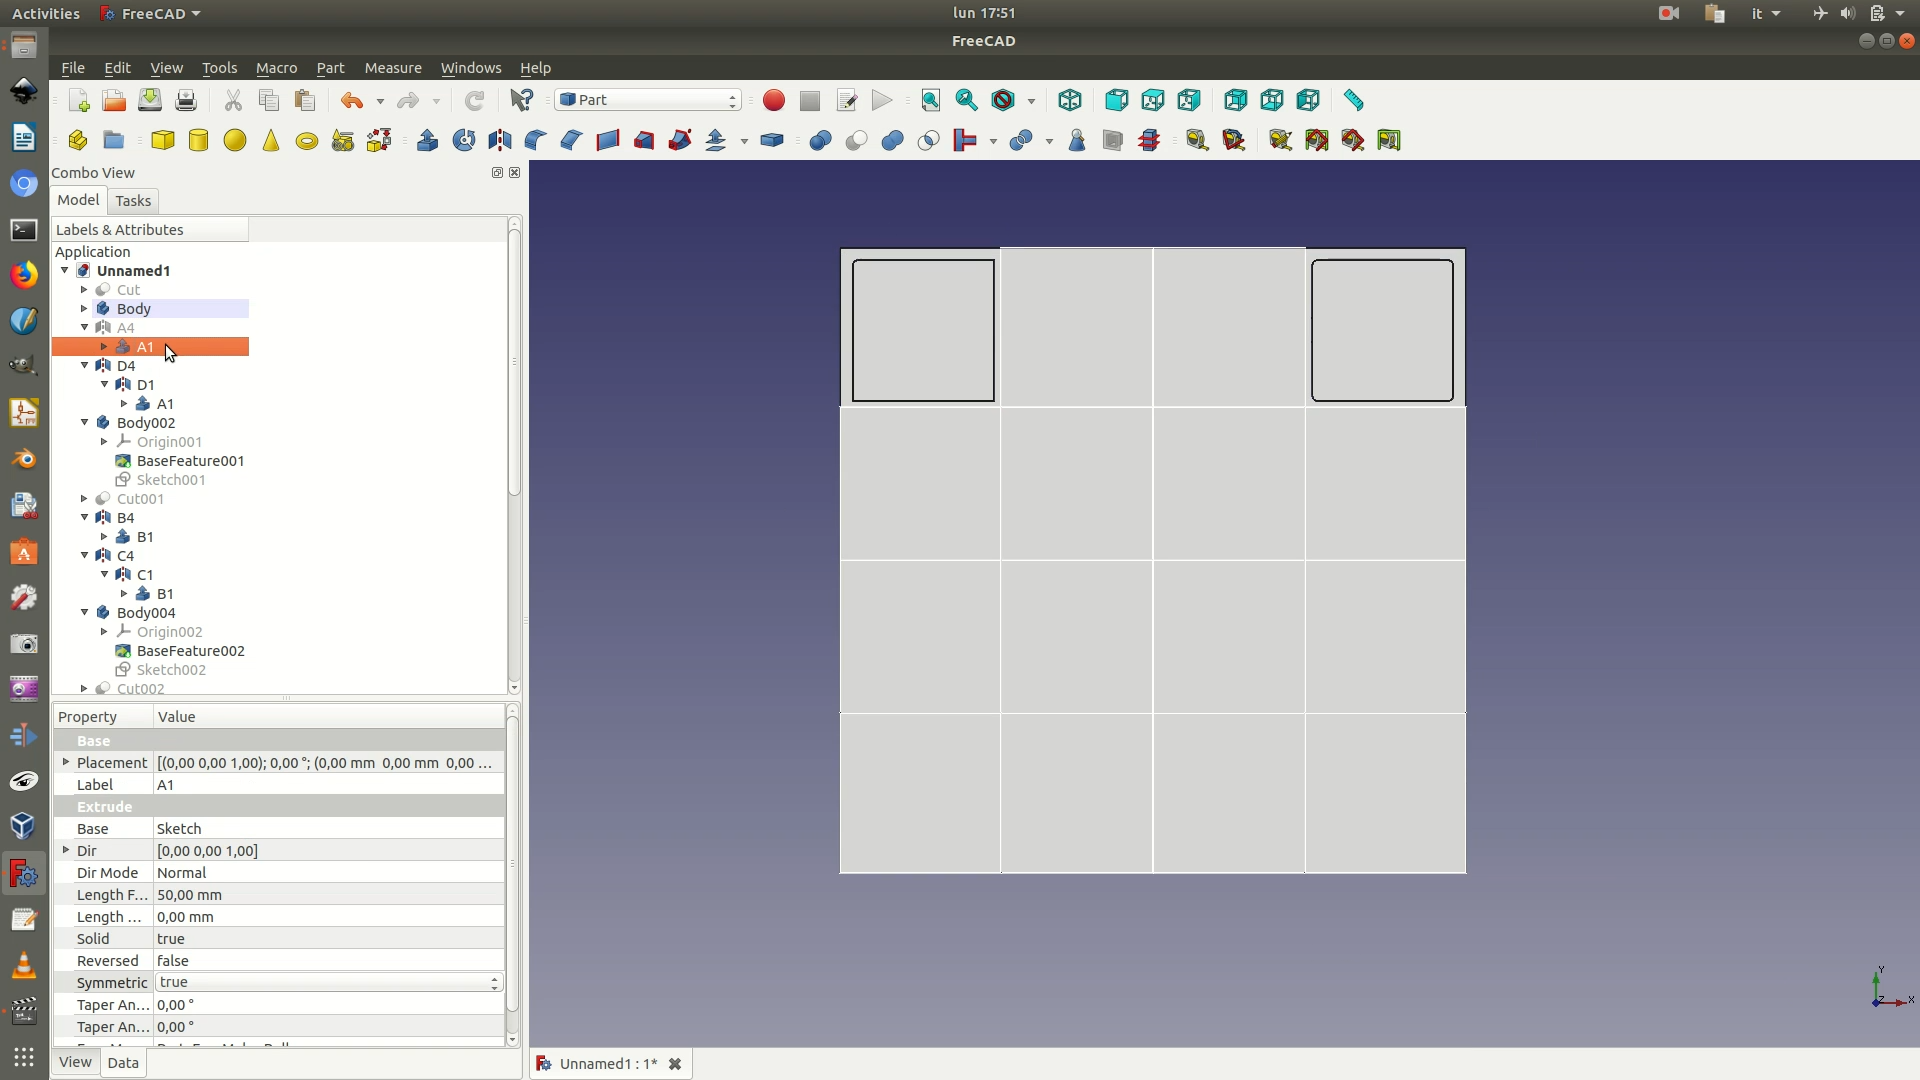 Activities FreeCAD lun 17:51 it
FreeCAD
File Edit View Tools Macro Part Measure Windows Help
Part
Combo View
Model Tasks
Labels & Attributes
Application
Unnamed1
Cut
Body
A4
A1
D4
D1
A1
Body002
Origin001
BaseFeature001
Sketch001
Cut001
B4
B1
C4
C1
B1
Body004
Origin002
BaseFeature002
Sketch002
Cut002
Property Value
Base
Placement [(0,00 0,00 1,00); 0,00 °; (0,00 mm 0,00 mm 0,00 ...
Label A1
Extrude
Base Sketch
Dir [0,00 0,00 1,00]
Dir Mode Normal
Length F... 50,00 mm
Length ... 0,00 mm
Solid true
Reversed false
Symmetric true
Taper An... 0,00 °
Taper An... 0,00 °
Y
Z X
View Data
Unnamed1 : 1*